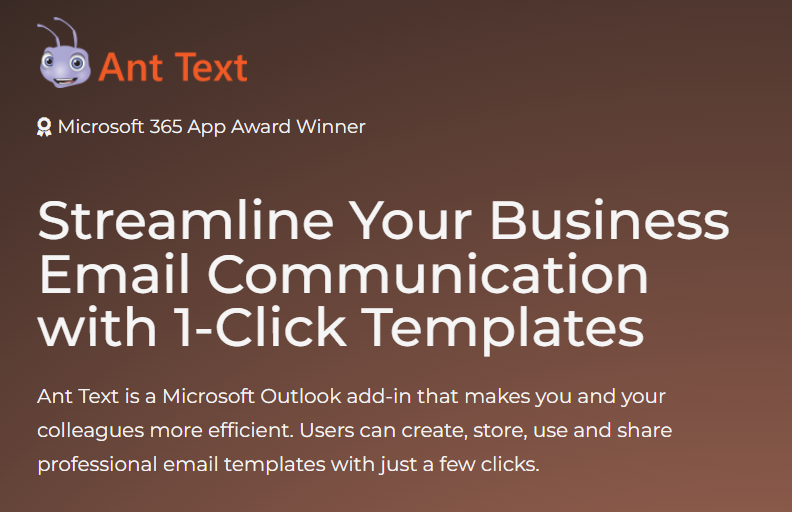 Ant Text
Microsoft 365 App Award Winner
Streamline Your Business
Email Communication
with 1-Click Templates
Ant Text is a Microsoft Outlook add-in that makes you and your
colleagues more efficient. Users can create, store, use and share
professional email templates with just a few clicks.